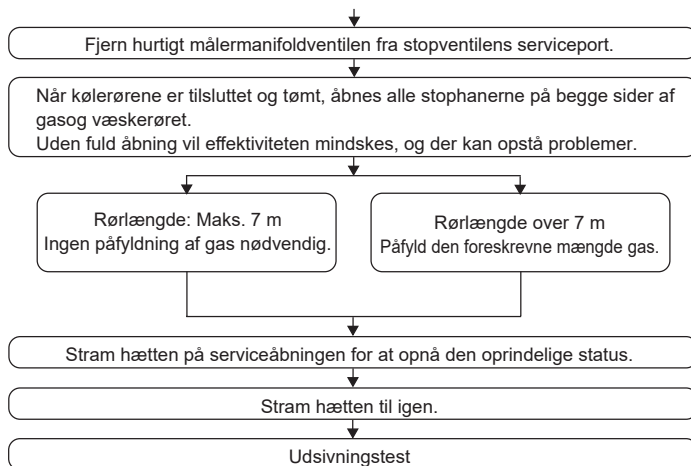 Fjern hurtigt målermanifoldventilen fra stopventilens serviceport.
Når kølerørene er tilsluttet og tømt, åbnes alle stophanerne på begge sider af
gasog væskerøret.
Uden fuld åbning vil effektiviteten mindskes, og der kan opstå problemer.
Rørlængde: Maks. 7 m
Ingen påfyldning af gas nødvendig.
Rørlængde over 7 m
Påfyld den foreskrevne mængde gas.
Stram hætten på serviceåbningen for at opnå den oprindelige status.
Stram hætten til igen.
Udsivningstest